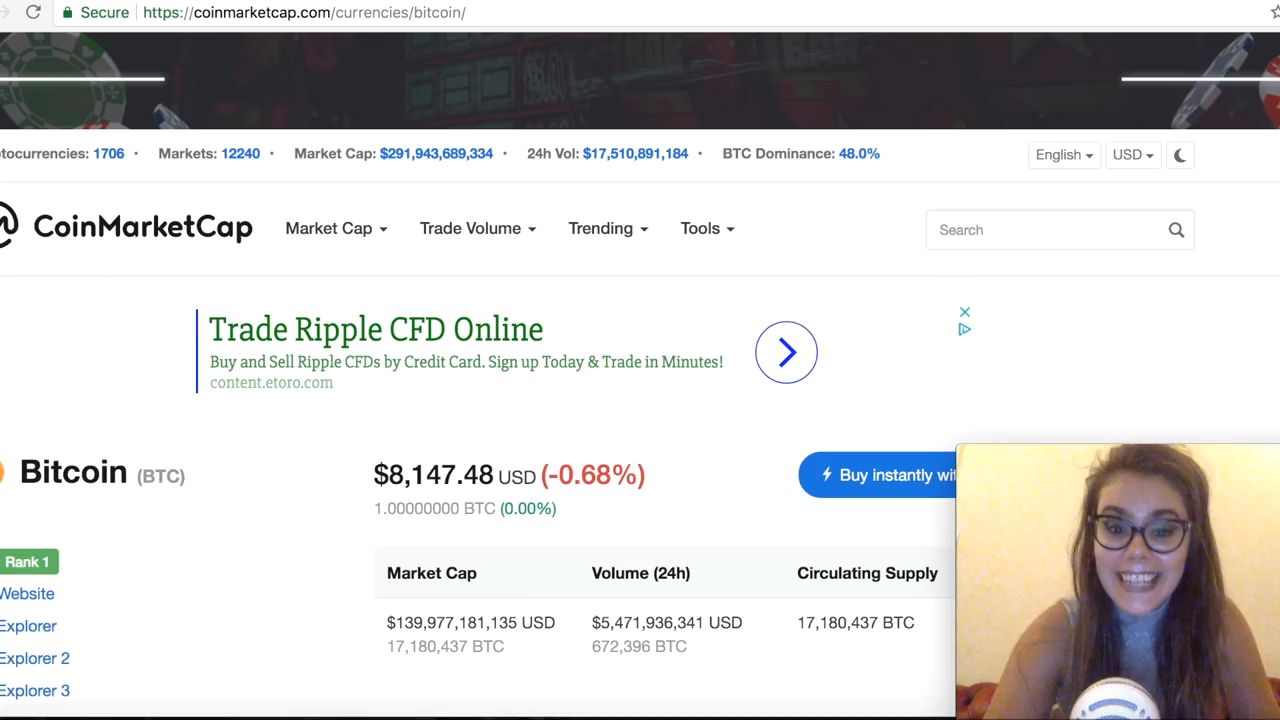 Secure https://coinmarketcap.com/currencies/bitcoin/
tocurrencies: 1706 • Markets: 12240 • Market Cap: $291,943,689,334 • 24h Vol: $17,510,891,184 • BTC Dominance: 48.0% English USD
CoinMarketCap Market Cap Trade Volume Trending Tools Search
Trade Ripple CFD Online
Buy and Sell Ripple CFDs by Credit Card. Sign up Today & Trade in Minutes!
content.etoro.com
Bitcoin (BTC) $8,147.48 USD (-0.68%) Buy instantly wit
1.00000000 BTC (0.00%)
Rank 1
Market Cap Volume (24h) Circulating Supply
Website
$139,977,181,135 USD $5,471,936,341 USD 17,180,437 BTC
Explorer
17,180,437 BTC 672,396 BTC
Explorer 2
Explorer 3